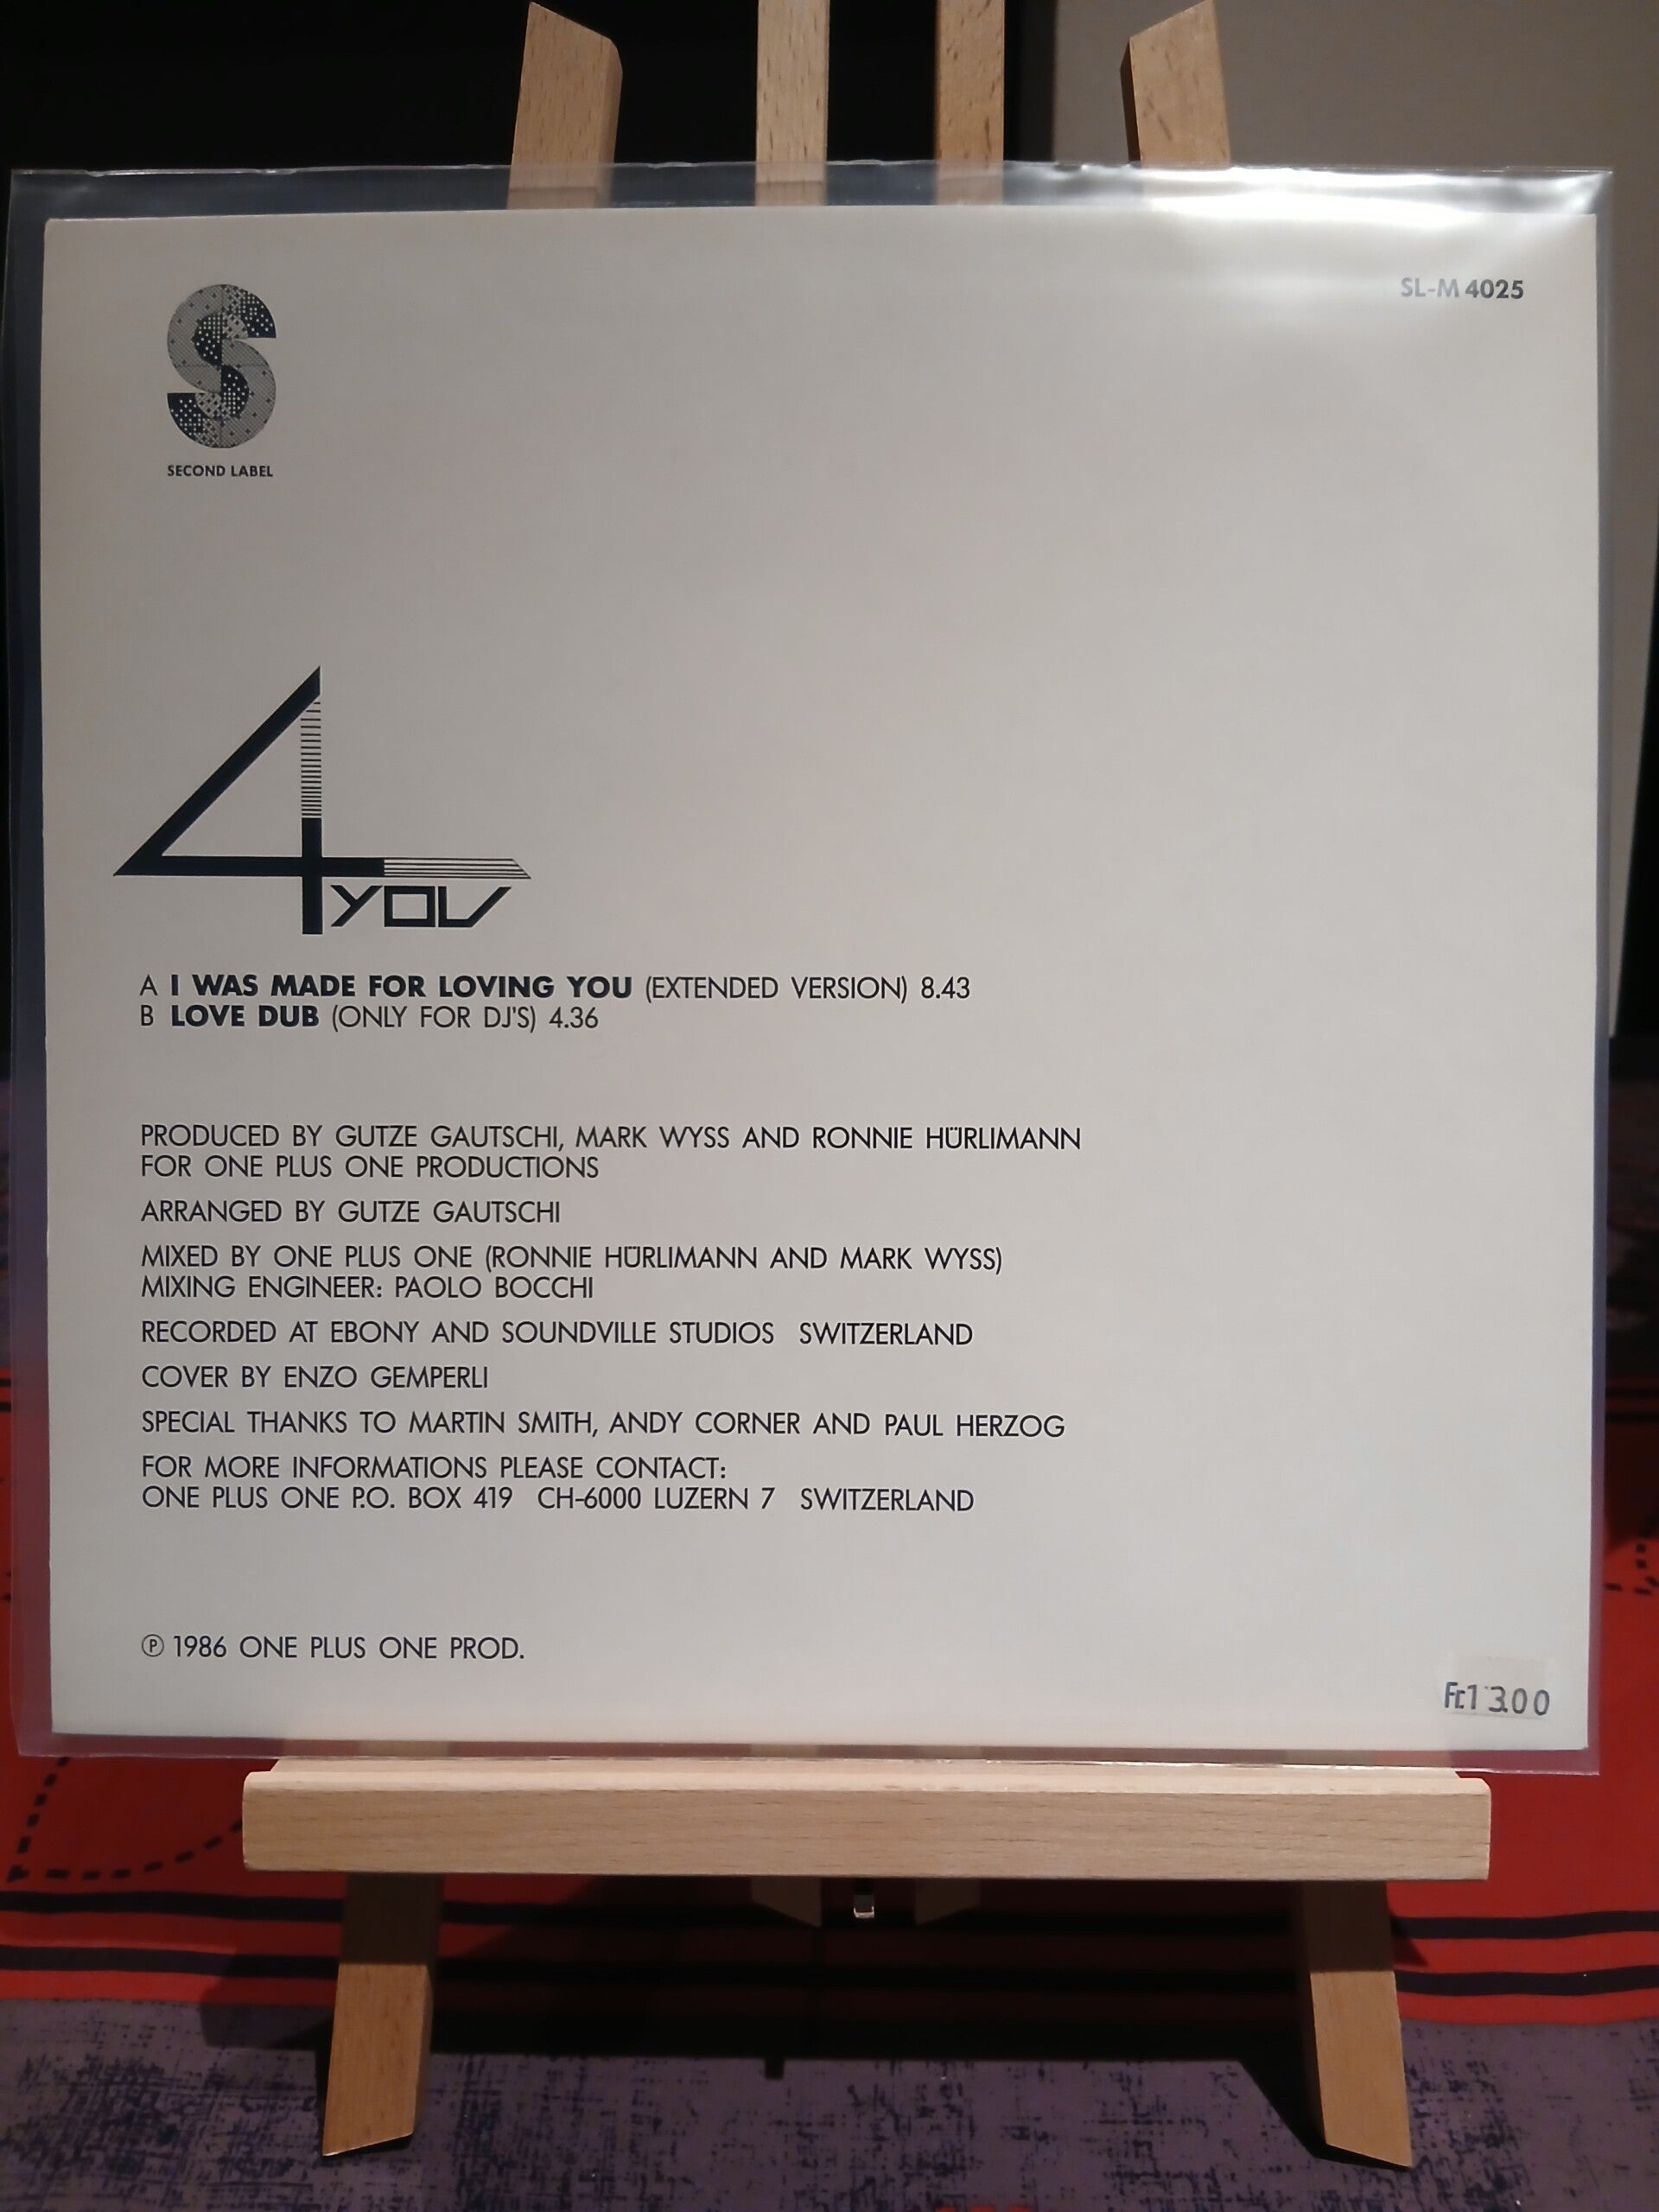 SL-M 4025
S
SECOND LABEL
4 YOU
A I WAS MADE FOR LOVING YOU (EXTENDED VERSION) 8.43
B LOVE DUB (ONLY FOR DJ'S) 4.36
PRODUCED BY GUTZE GAUTSCHI, MARK WYSS AND RONNIE HÜRLIMANN
FOR ONE PLUS ONE PRODUCTIONS
ARRANGED BY GUTZE GAUTSCHI
MIXED BY ONE PLUS ONE (RONNIE HÜRLIMANN AND MARK WYSS)
MIXING ENGINEER: PAOLO BOCCHI
RECORDED AT EBONY AND SOUNDVILLE STUDIOS SWITZERLAND
COVER BY ENZO GEMPERLI
SPECIAL THANKS TO MARTIN SMITH, ANDY CORNER AND PAUL HERZOG
FOR MORE INFORMATIONS PLEASE CONTACT:
ONE PLUS ONE P.O. BOX 419 CH-6000 LUZERN 7 SWITZERLAND
℗ 1986 ONE PLUS ONE PROD.
Fr.13.00